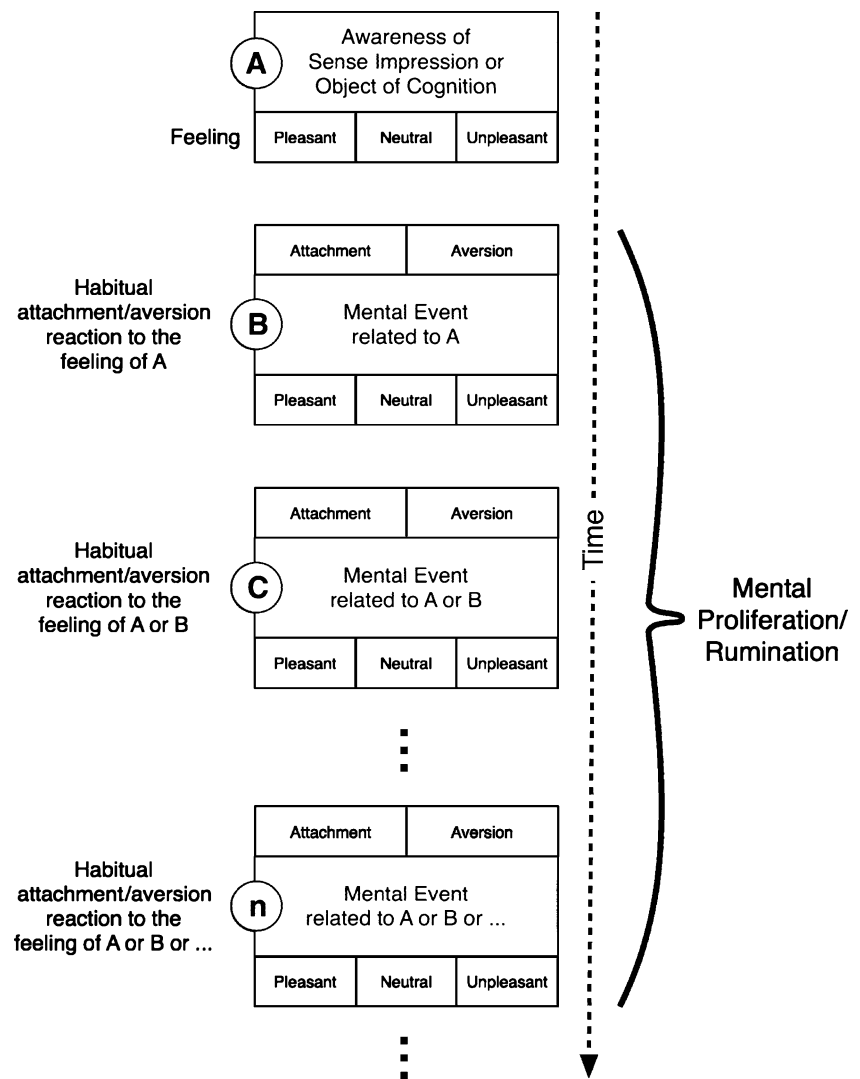 A
Awareness of
Sense Impression or
Object of Cognition
Feeling
Pleasant
Neutral
Unpleasant
Attachment
Aversion
Habitual
attachment/aversion
reaction to the
feeling of A
B
Mental Event
related to A
Pleasant
Neutral
Unpleasant
Attachment
Aversion
Habitual
attachment/aversion
reaction to the
feeling of A or B
C
Mental Event
related to A or B
Pleasant
Neutral
Unpleasant
Time
Mental
Proliferation/
Rumination
Attachment
Aversion
Habitual
attachment/aversion
reaction to the
feeling of A or B or ...
n
Mental Event
related to A or B or ...
Pleasant
Neutral
Unpleasant